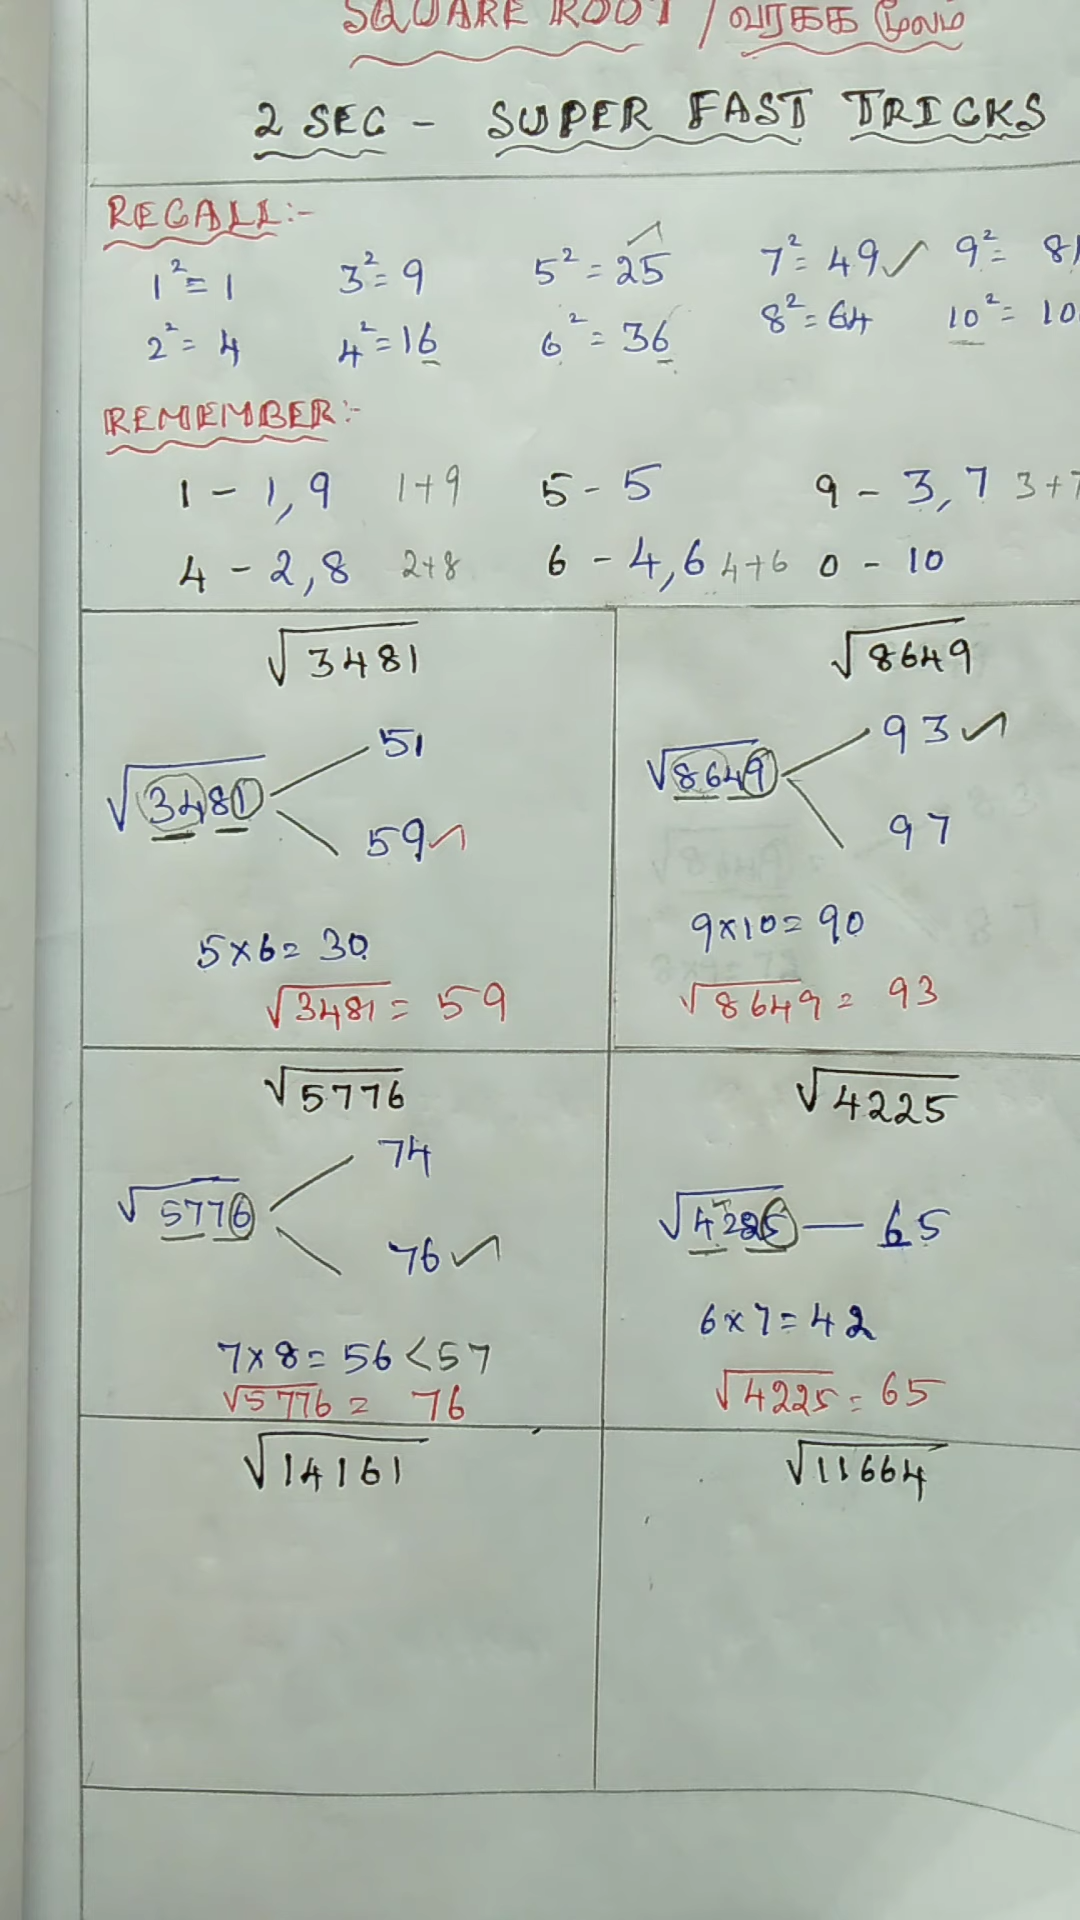 SQUARE ROOT / வர்க்க மூலம்
2 SEC - SUPER FAST TRICKS
RECALL:-
1²=1 3²=9 5²=25 7²=49✓ 9²= 81
2²=4 4²=16 6²=36 8²=64 10²=10
REMEMBER:-
1 - 1,9 1+9 5 - 5 9 - 3,7 3+7
4 - 2,8 2+8 6 - 4,6 4+6 0 - 10
√3481
√3481
51
59✓
5×6=30
√3481 = 59
√8649
√8649
93✓
97
9×10=90
√8649 = 93
√5776
√5776
74
76✓
7×8=56<57
√5776 = 76
√4225
√4225 — 65
6×7=42
√4225 = 65
√14161
√11664